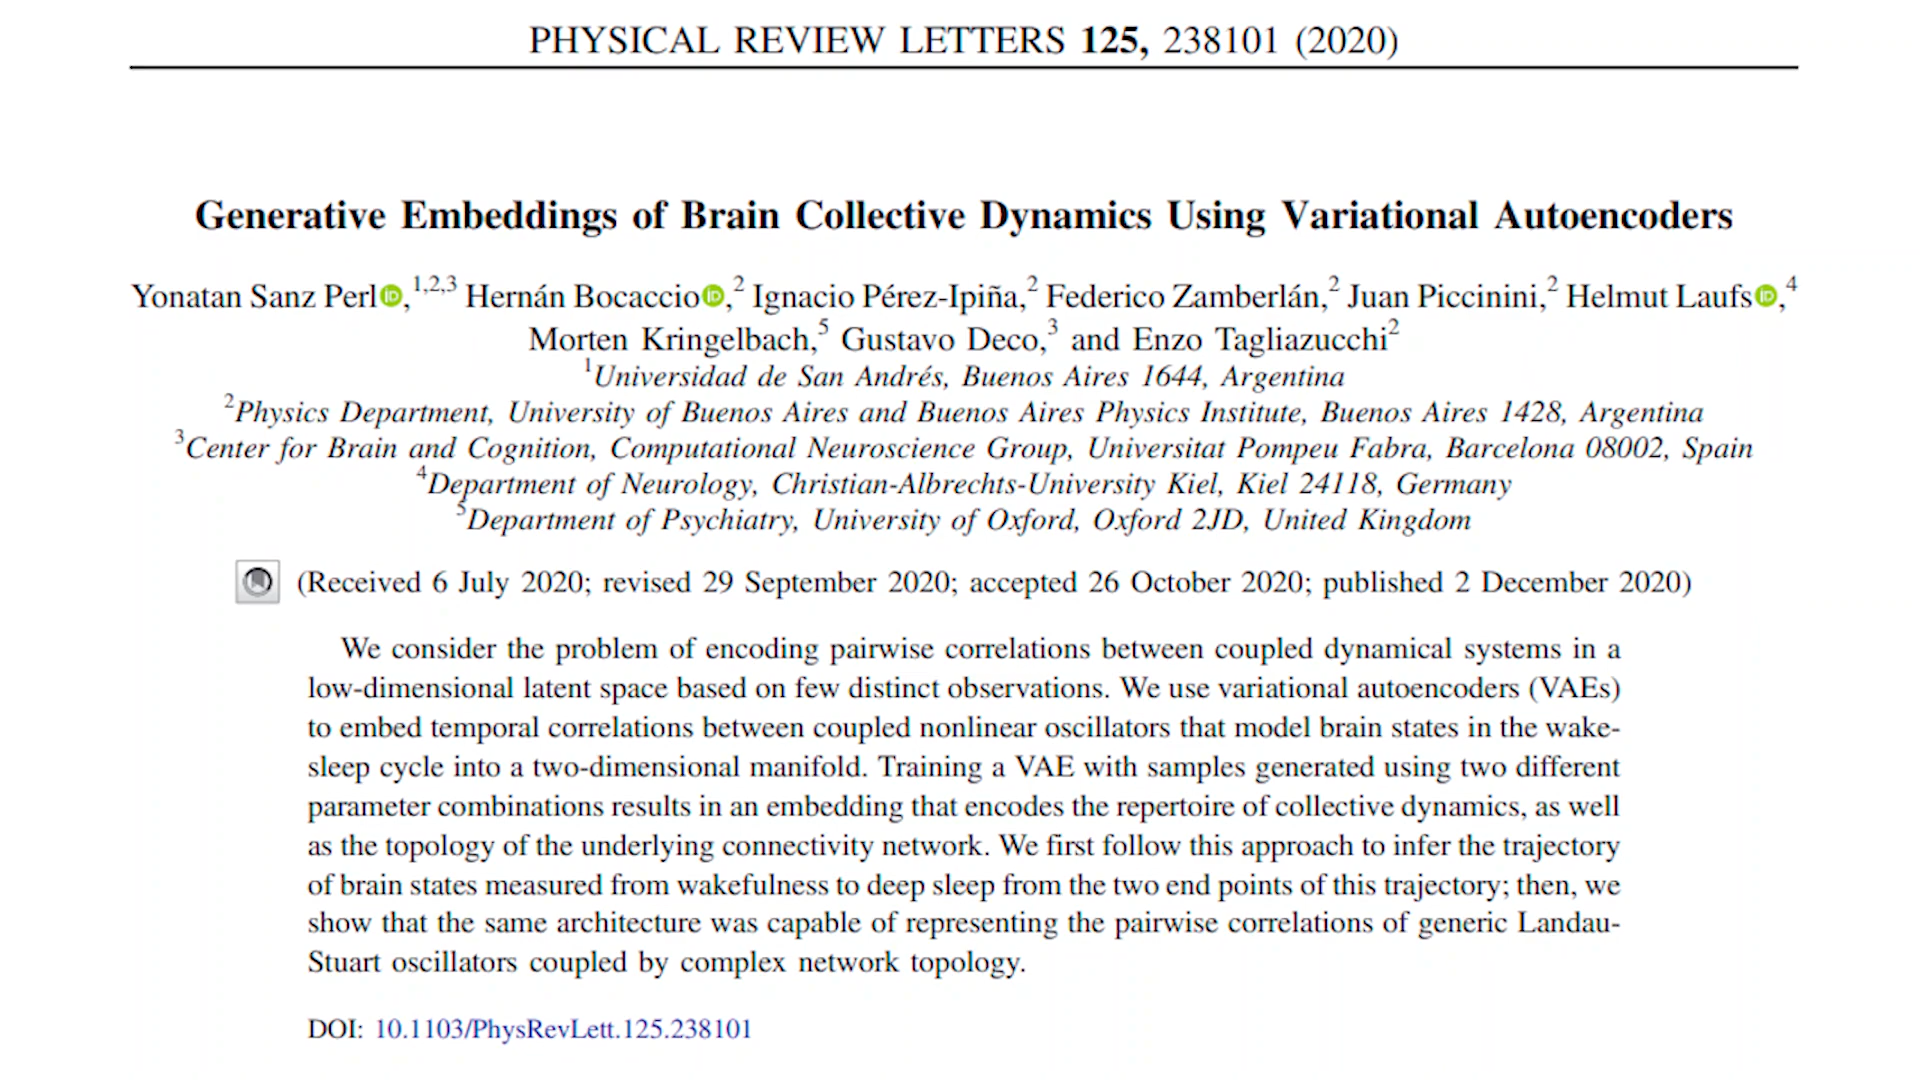 PHYSICAL REVIEW LETTERS 125, 238101 (2020)
Generative Embeddings of Brain Collective Dynamics Using Variational Autoencoders
Yonatan Sanz Perl iD,1,2,3 Hernán Bocaccio iD,2 Ignacio Pérez-Ipiña,2 Federico Zamberlán,2 Juan Piccinini,2 Helmut Laufs iD,4
Morten Kringelbach,5 Gustavo Deco,3 and Enzo Tagliazucchi2
1Universidad de San Andrés, Buenos Aires 1644, Argentina
2Physics Department, University of Buenos Aires and Buenos Aires Physics Institute, Buenos Aires 1428, Argentina
3Center for Brain and Cognition, Computational Neuroscience Group, Universitat Pompeu Fabra, Barcelona 08002, Spain
4Department of Neurology, Christian-Albrechts-University Kiel, Kiel 24118, Germany
5Department of Psychiatry, University of Oxford, Oxford 2JD, United Kingdom
(Received 6 July 2020; revised 29 September 2020; accepted 26 October 2020; published 2 December 2020)
We consider the problem of encoding pairwise correlations between coupled dynamical systems in a
low-dimensional latent space based on few distinct observations. We use variational autoencoders (VAEs)
to embed temporal correlations between coupled nonlinear oscillators that model brain states in the wake-
sleep cycle into a two-dimensional manifold. Training a VAE with samples generated using two different
parameter combinations results in an embedding that encodes the repertoire of collective dynamics, as well
as the topology of the underlying connectivity network. We first follow this approach to infer the trajectory
of brain states measured from wakefulness to deep sleep from the two end points of this trajectory; then, we
show that the same architecture was capable of representing the pairwise correlations of generic Landau-
Stuart oscillators coupled by complex network topology.
DOI: 10.1103/PhysRevLett.125.238101